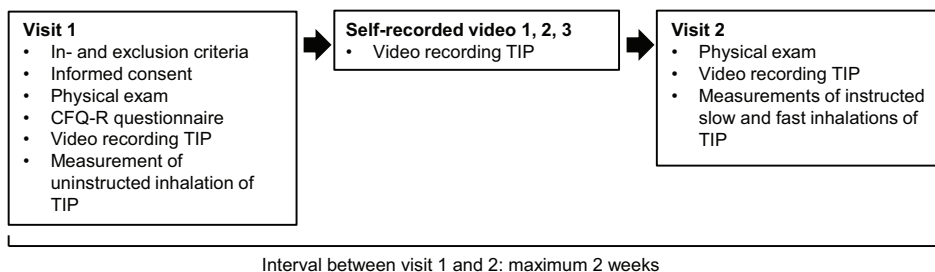 Visit 1
• In- and exclusion criteria
• Informed consent
• Physical exam
• CFQ-R questionnaire
• Video recording TIP
• Measurement of
uninstructed inhalation of
TIP
Self-recorded video 1, 2, 3
• Video recording TIP
Visit 2
• Physical exam
• Video recording TIP
• Measurements of instructed
slow and fast inhalations of
TIP
Interval between visit 1 and 2: maximum 2 weeks